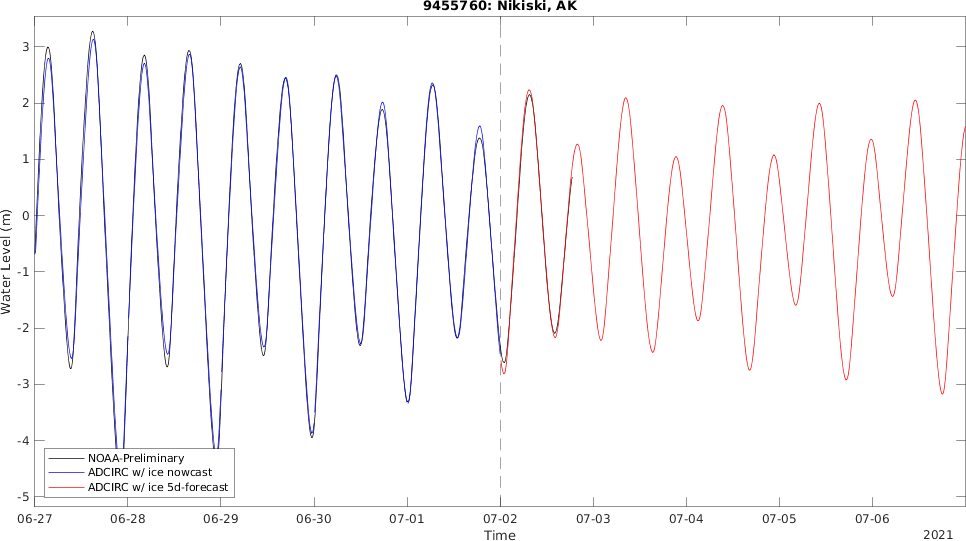 9455760: Nikiski, AK
3
2
1
0
-1
-2
-3
-4
-5
Water Level (m)
NOAA-Preliminary
ADCIRC w/ ice nowcast
ADCIRC w/ ice 5d-forecast
06-27 06-28 06-29 06-30 07-01 07-02 07-03 07-04 07-05 07-06
Time
2021